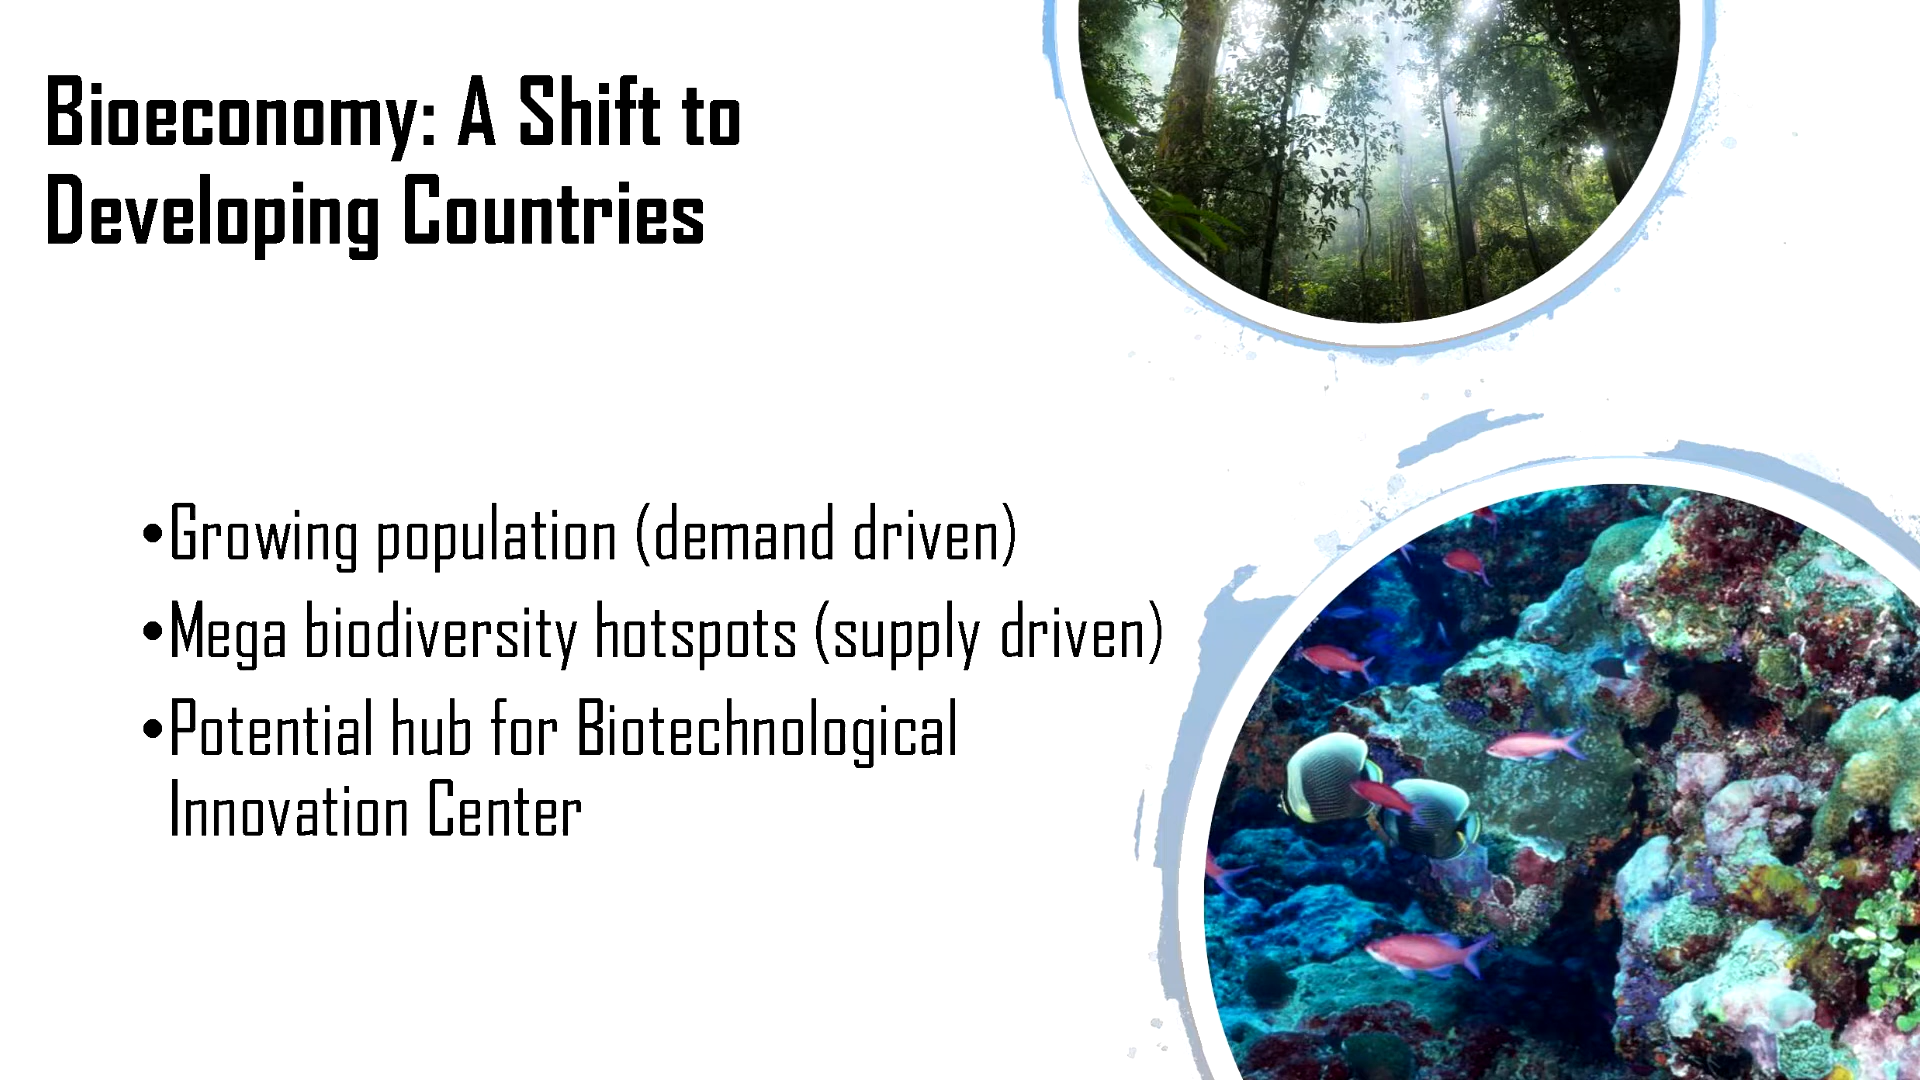 Bioeconomy: A Shift to
Developing Countries
•Growing population (demand driven)
•Mega biodiversity hotspots (supply driven)
•Potential hub for Biotechnological
Innovation Center